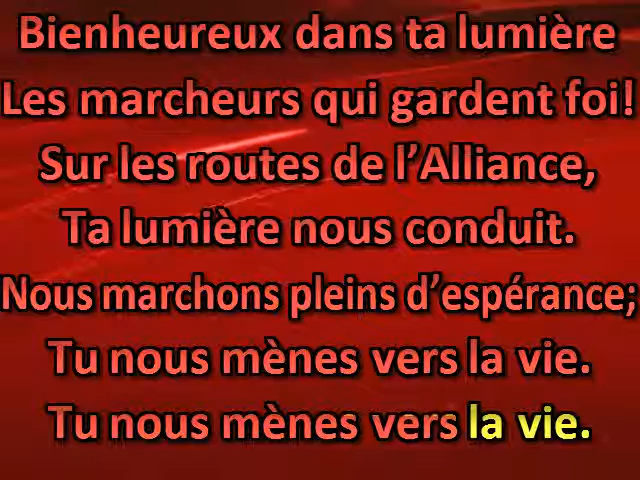 Bienheureux dans ta lumière
Les marcheurs qui gardent foi!
Sur les routes de l’Alliance,
Ta lumière nous conduit.
Nous marchons pleins d’espérance;
Tu nous mènes vers la vie.
Tu nous mènes vers la vie.